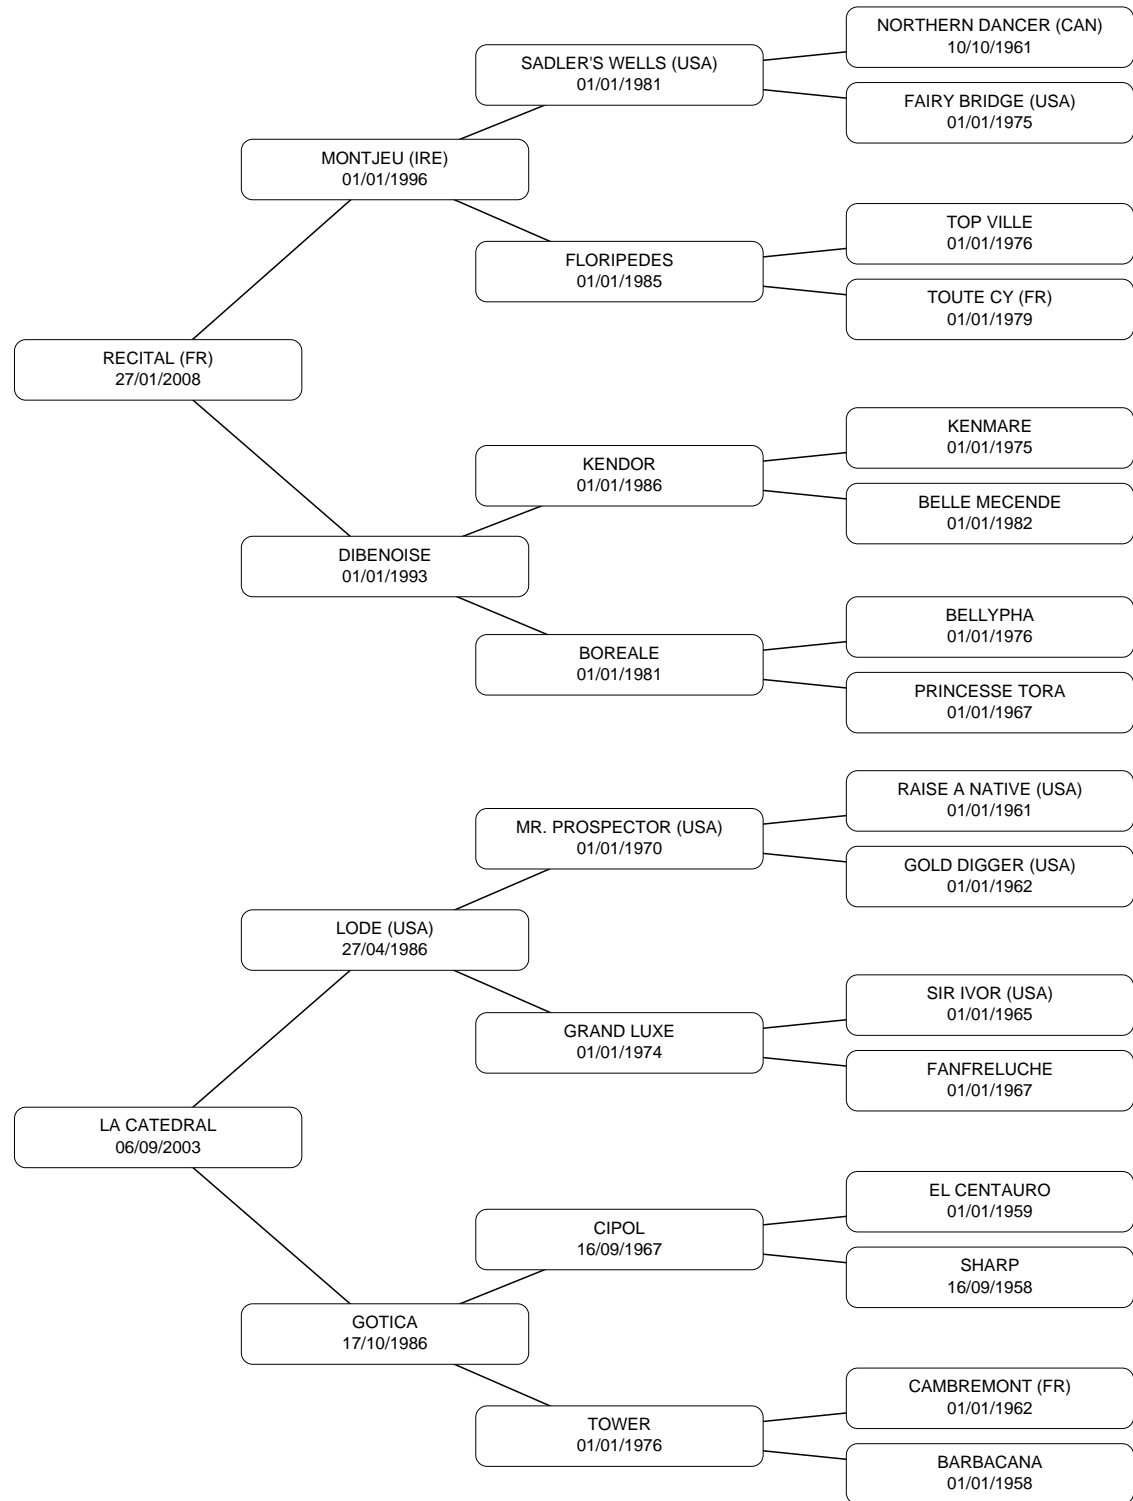 NORTHERN DANCER (CAN)
10/10/1961
SADLER'S WELLS (USA)
01/01/1981
FAIRY BRIDGE (USA)
01/01/1975
MONTJEU (IRE)
01/01/1996
TOP VILLE
01/01/1976
FLORIPEDES
01/01/1985
TOUTE CY (FR)
01/01/1979
RECITAL (FR)
27/01/2008
KENMARE
01/01/1975
KENDOR
01/01/1986
BELLE MECENDE
01/01/1982
DIBENOISE
01/01/1993
BELLYPHA
01/01/1976
BOREALE
01/01/1981
PRINCESSE TORA
01/01/1967
RAISE A NATIVE (USA)
01/01/1961
MR. PROSPECTOR (USA)
01/01/1970
GOLD DIGGER (USA)
01/01/1962
LODE (USA)
27/04/1986
SIR IVOR (USA)
01/01/1965
GRAND LUXE
01/01/1974
FANFRELUCHE
01/01/1967
LA CATEDRAL
06/09/2003
EL CENTAURO
01/01/1959
CIPOL
16/09/1967
SHARP
16/09/1958
GOTICA
17/10/1986
CAMBREMONT (FR)
01/01/1962
TOWER
01/01/1976
BARBACANA
01/01/1958